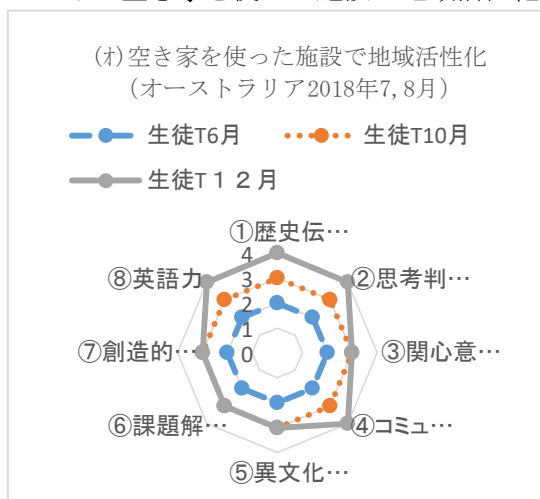 (オ)空き家を使った施設で地域活性化
(オーストラリア2018年7,8月)
生徒T6月
生徒T10月
生徒T１２月
①歴史伝…
②思考判…
③関心意…
④コミュ…
⑤異文化…
⑥課題解…
⑦創造的…
⑧英語力
4
3
2
1
0